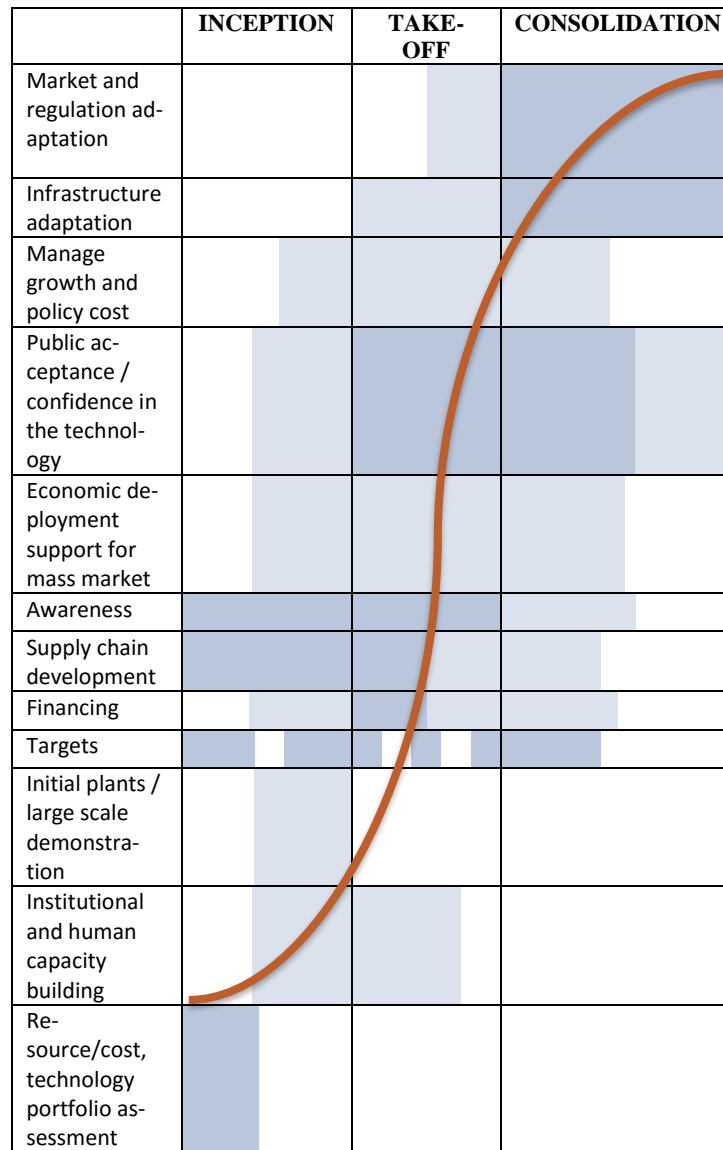 INCEPTION
TAKE-
OFF
CONSOLIDATION
Market and
regulation ad-
aptation
Infrastructure
adaptation
Manage
growth and
policy cost
Public ac-
ceptance /
confidence in
the technol-
ogy
Economic de-
ployment
support for
mass market
Awareness
Supply chain
development
Financing
Targets
Initial plants /
large scale
demonstra-
tion
Institutional
and human
capacity
building
Re-
source/cost,
technology
portfolio as-
sessment